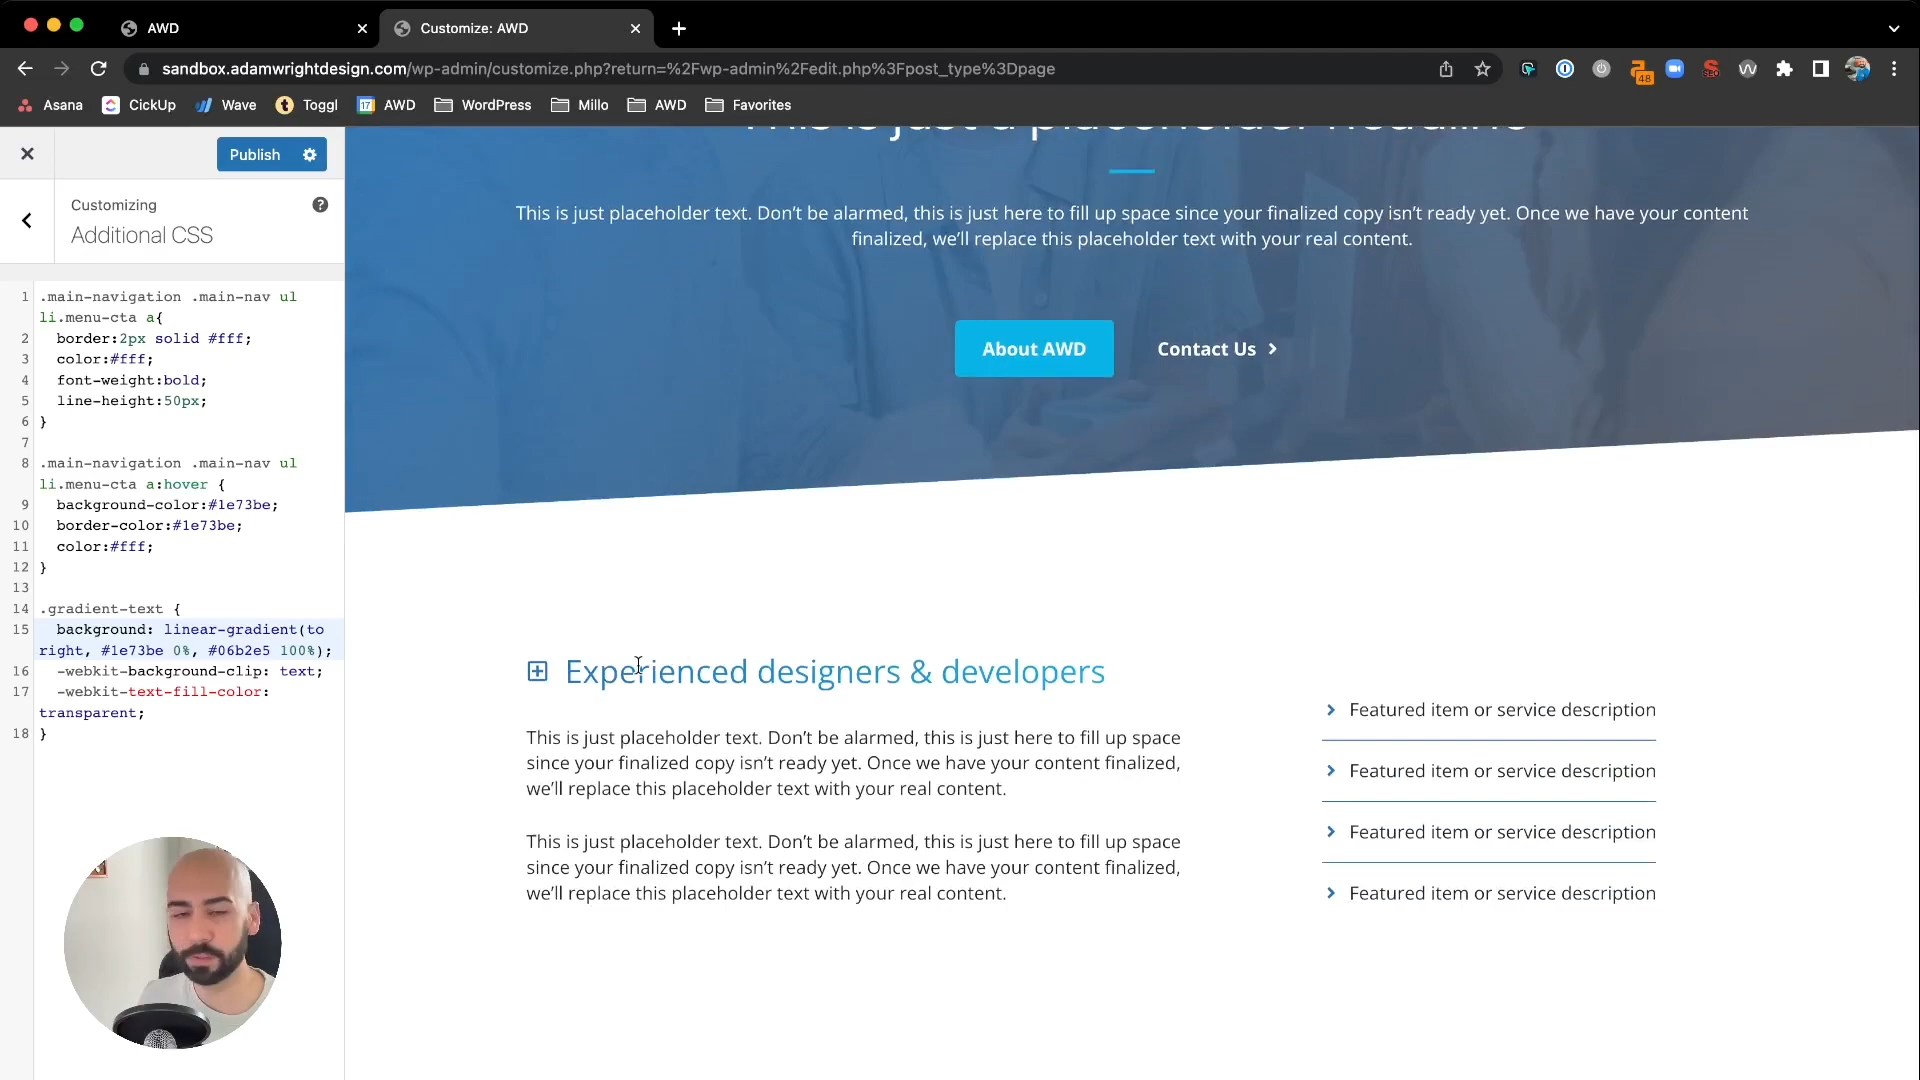 AWD
Customize: AWD
sandbox.adamwrightdesign.com/wp-admin/customize.php?return=%2Fwp-admin%2Fedit.php%3Fpost_type%3Dpage
48
Asana
CickUp
Wave
Toggl
17
AWD
WordPress
Millo
AWD
Favorites
Publish
Customizing
Additional CSS
1 .main-navigation .main-nav ul
li.menu-cta a{
2 border:2px solid #fff;
3 color:#fff;
4 font-weight:bold;
5 line-height:50px;
6 }
7
8 .main-navigation .main-nav ul
li.menu-cta a:hover {
9 background-color:#1e73be;
10 border-color:#1e73be;
11 color:#fff;
12 }
13
14 .gradient-text {
15 background: linear-gradient(to
right, #1e73be 0%, #06b2e5 100%);
16 -webkit-background-clip: text;
17 -webkit-text-fill-color:
transparent;
18 }
This is just a placeholder headline
This is just placeholder text. Don't be alarmed, this is just here to fill up space since your finalized copy isn't ready yet. Once we have your content
finalized, we'll replace this placeholder text with your real content.
About AWD
Contact Us
Experienced designers & developers
This is just placeholder text. Don't be alarmed, this is just here to fill up space
since your finalized copy isn't ready yet. Once we have your content finalized,
we'll replace this placeholder text with your real content.
This is just placeholder text. Don't be alarmed, this is just here to fill up space
since your finalized copy isn't ready yet. Once we have your content finalized,
we'll replace this placeholder text with your real content.
Featured item or service description
Featured item or service description
Featured item or service description
Featured item or service description